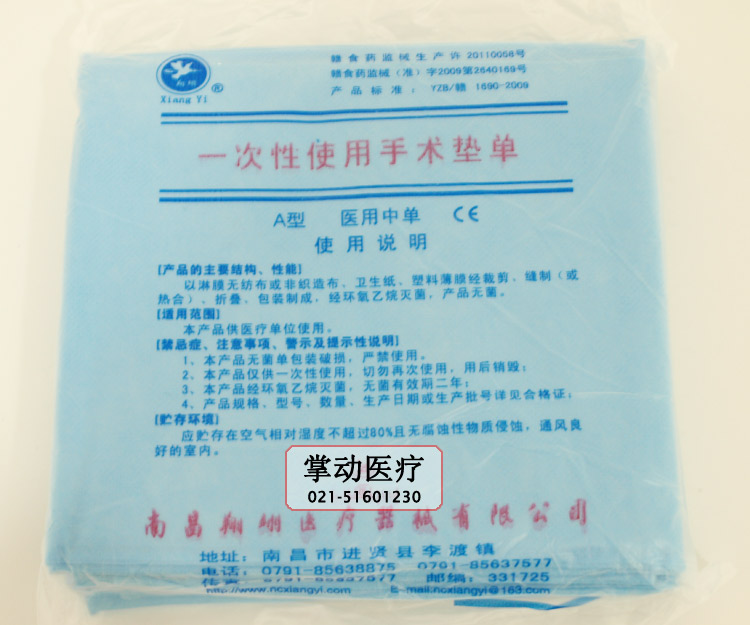 赣食药监械生产许 20110058号
赣食药监械（准）字2009第2640169号
产品标准：YZB/赣 1690-2009
翔翊
Xiang Yi ®
一次性使用手术垫单
A型 医用中单 CE
使用说明
[产品的主要结构、性能]
以淋膜无纺布或非织造布、卫生纸、塑料薄膜经裁剪、缝制（或
热合）、折叠、包装制成，经环氧乙烷灭菌，产品无菌。
[适用范围]
本产品供医疗单位使用。
[禁忌症、注意事项、警示及提示性说明]
1、本产品无菌单包装破损，严禁使用。
2、本产品仅供一次性使用，切勿再次使用，用后销毁；
3、本产品经环氧乙烷灭菌，无菌有效期二年；
4、产品规格、型号、数量、生产日期或生产批号详见合格证；
[贮存环境]
应贮存在空气相对湿度不超过80%且无腐蚀性物质侵蚀，通风良
好的室内。
掌动医疗
021-51601230
南昌翔翊医疗器械有限公司
地址：南昌市进贤县李渡镇
电话：0791-85638875 0791-85637577
传真：0791-85637977 邮编：331725
http://www.ncxiangyi.com E-mail:ncxiangyi@163.com